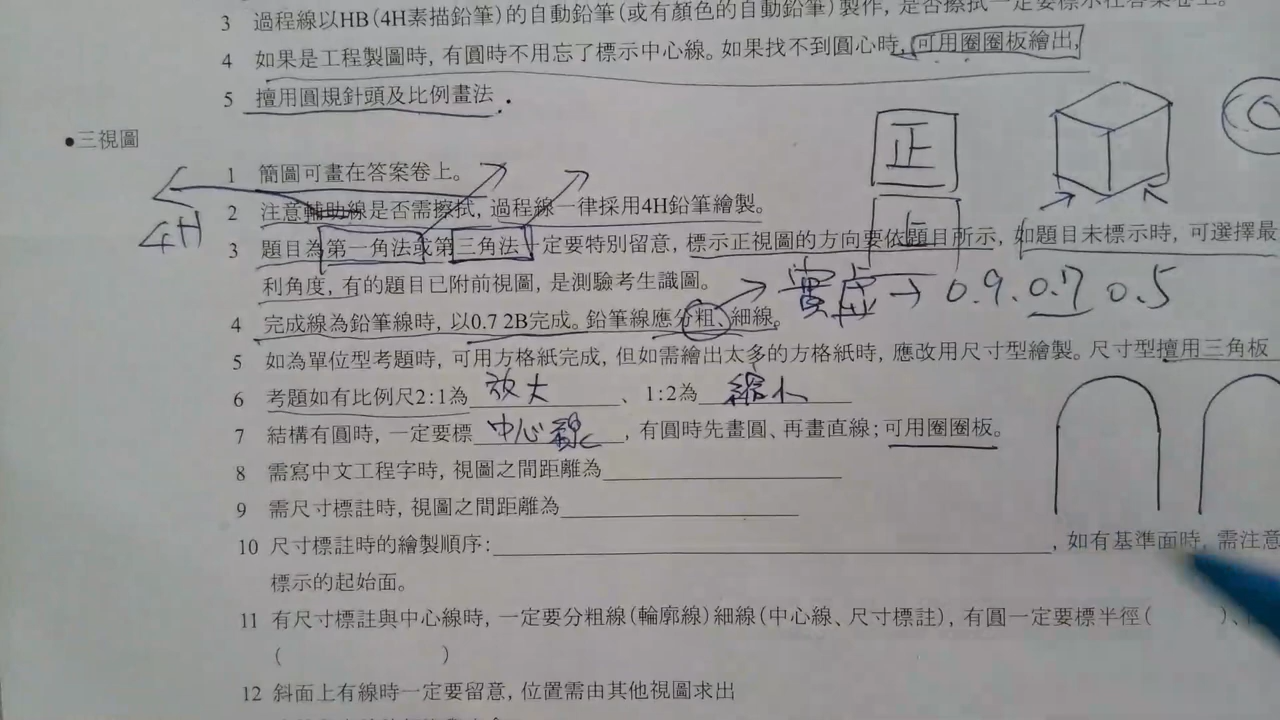 3 過程線以HB(4H素描鉛筆)的自動鉛筆(或有顏色的自動鉛筆)製作, 是否擦拭一定要標示在答案卷上。
4 如果是工程製圖時, 有圓時不用忘了標示中心線。如果找不到圓心時, 可用圈圈板繪出,
5 擅用圓規針頭及比例畫法.
●三視圖
正
1 簡圖可畫在答案卷上。
2 注意輔助線是否需擦拭, 過程線一律採用4H鉛筆繪製。
4H
上
3 題目為第一角法或第三角法一定要特別留意, 標示正視圖的方向要依題目所示, 如題目未標示時, 可選擇最
利角度, 有的題目已附前視圖, 是測驗考生識圖。
實虛→0.9.0.7 0.5
4 完成線為鉛筆線時, 以0.7 2B完成。鉛筆線應分粗、細線。
5 如為單位型考題時, 可用方格紙完成, 但如需繪出太多的方格紙時, 應改用尺寸型繪製。尺寸型擅用三角板
6 考題如有比例尺2:1為放大、1:2為縮小
7 結構有圓時, 一定要標中心線, 有圓時先畫圓、再畫直線;可用圈圈板。
8 需寫中文工程字時, 視圖之間距離為
9 需尺寸標註時, 視圖之間距離為
10 尺寸標註時的繪製順序:, 如有基準面時, 需注意
標示的起始面。
11 有尺寸標註與中心線時, 一定要分粗線(輪廓線)細線(中心線、尺寸標註), 有圓一定要標半徑( )、
( )
12 斜面上有線時一定要留意, 位置需由其他視圖求出